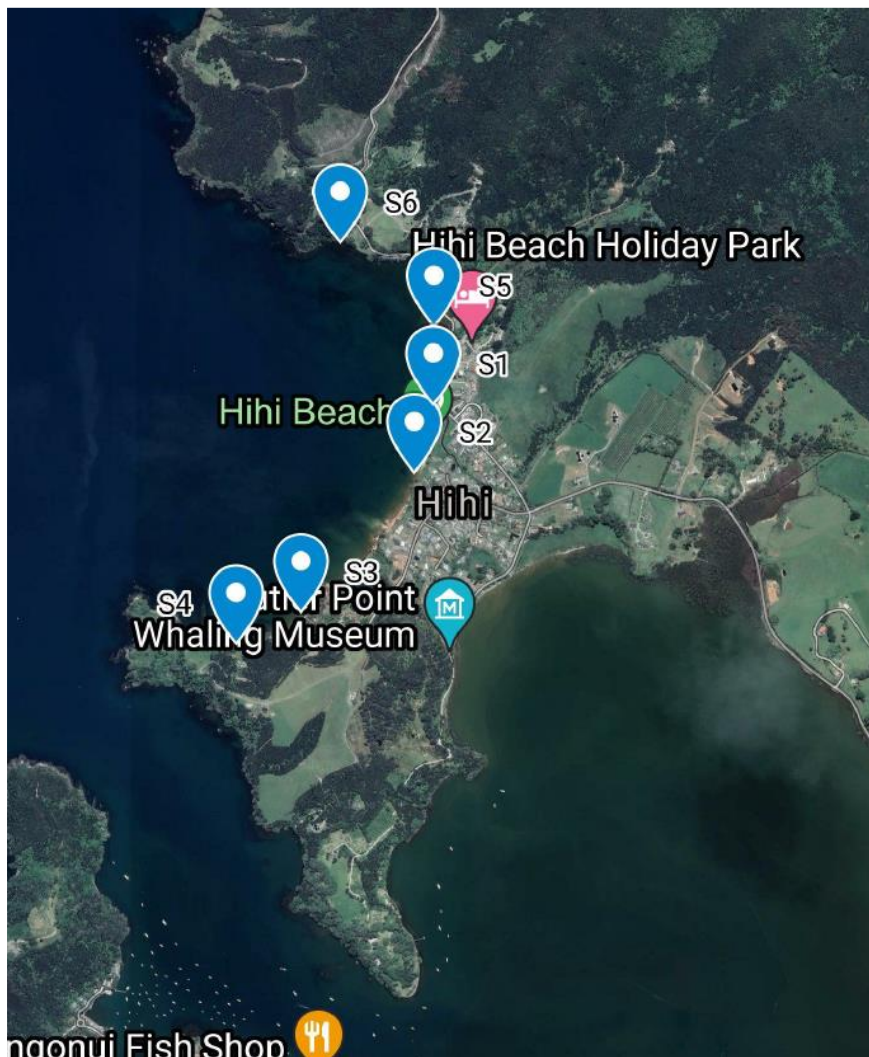 S6
Hihi Beach Holiday Park
S5
S1
Hihi Beach
S2
Hihi
S3
S4
Point
Whaling Museum
M
Fish Shop